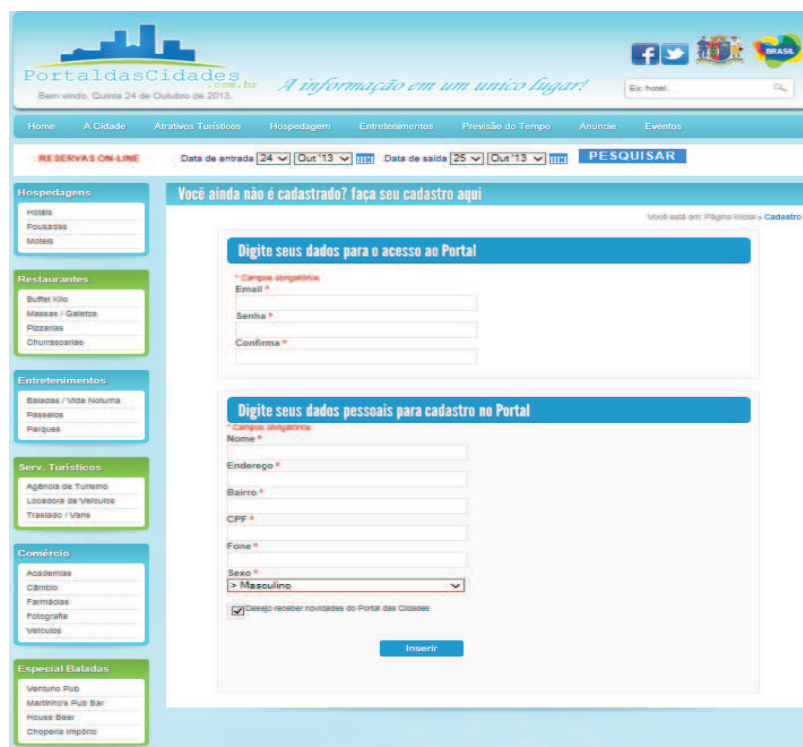 PortaldasCidades
.com.br
Bem vindo. Quinta 24 de Outubro de 2013.
A informação em um unico lugar!
BRASIL
Ex: hotel..
Home A Cidade Atrativos Turísticos Hospedagem Entretenimentos Previsão do Tempo Anuncie Eventos
RESERVAS ON-LINE Data de entrada 24 Out '13 Data de saida 25 Out '13 PESQUISAR
Hospedagens
Hotéis
Pousadas
Moteis
Restaurantes
Buffet Kilo
Massas / Galetos
Pizzarias
Churrascarias
Entretenimentos
Baladas / Vida Noturna
Passeios
Parques
Serv. Turísticos
Agência de Turismo
Locadora de Veículos
Traslado / Vans
Comércio
Academias
Câmbio
Farmácias
Fotografia
Veículos
Especial Baladas
Ventuno Pub
Martinho's Pub Bar
House Beer
Choperia Império
Você ainda não é cadastrado? faça seu cadastro aqui
Você está em: Página Inicial » Cadastro
Digite seus dados para o acesso ao Portal
* Campos obrigatórios
Email *
Senha *
Confirma *
Digite seus dados pessoais para cadastro no Portal
* Campos obrigatórios
Nome *
Endereço *
Bairro *
CPF *
Fone *
Sexo *
> Masculino
Desejo receber novidades do Portal das Cidades
Inserir